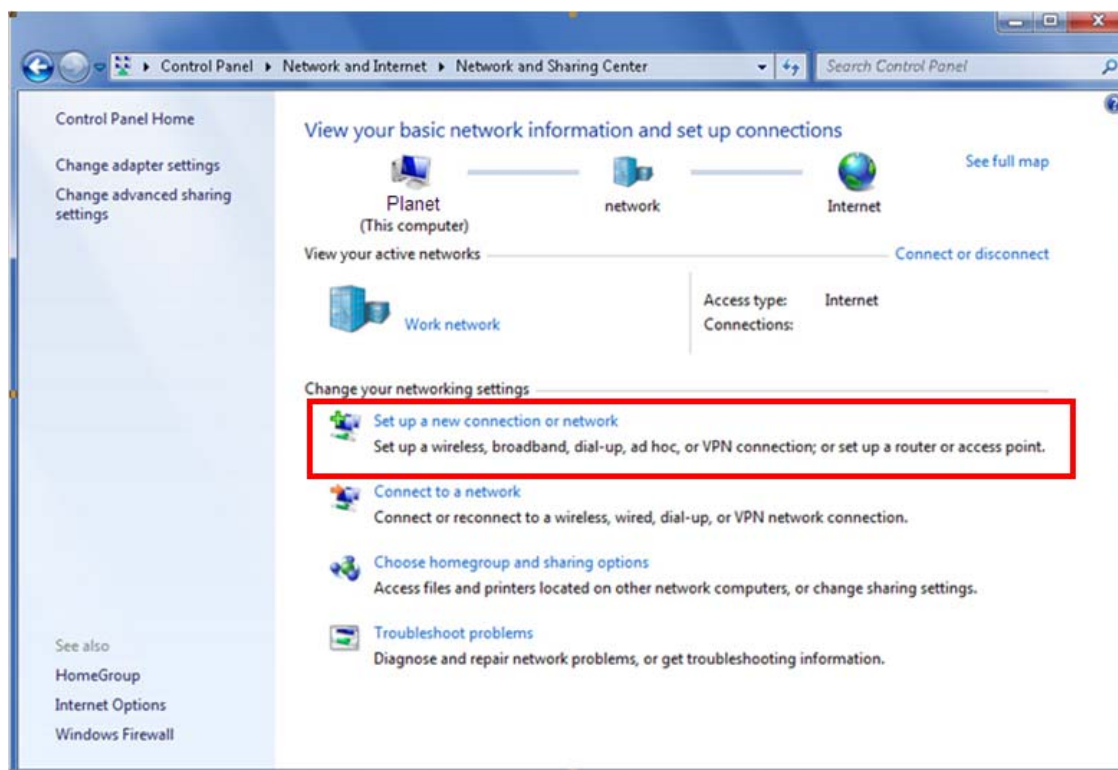 Control Panel Network and Internet Network and Sharing Center
Search Control Panel
Control Panel Home
Change adapter settings
Change advanced sharing
settings
View your basic network information and set up connections
See full map
Planet
(This computer)
network
Internet
View your active networks
Connect or disconnect
Work network
Access type: Internet
Connections:
Change your networking settings
Set up a new connection or network
Set up a wireless, broadband, dial-up, ad hoc, or VPN connection; or set up a router or access point.
Connect to a network
Connect or reconnect to a wireless, wired, dial-up, or VPN network connection.
Choose homegroup and sharing options
Access files and printers located on other network computers, or change sharing settings.
Troubleshoot problems
Diagnose and repair network problems, or get troubleshooting information.
See also
HomeGroup
Internet Options
Windows Firewall